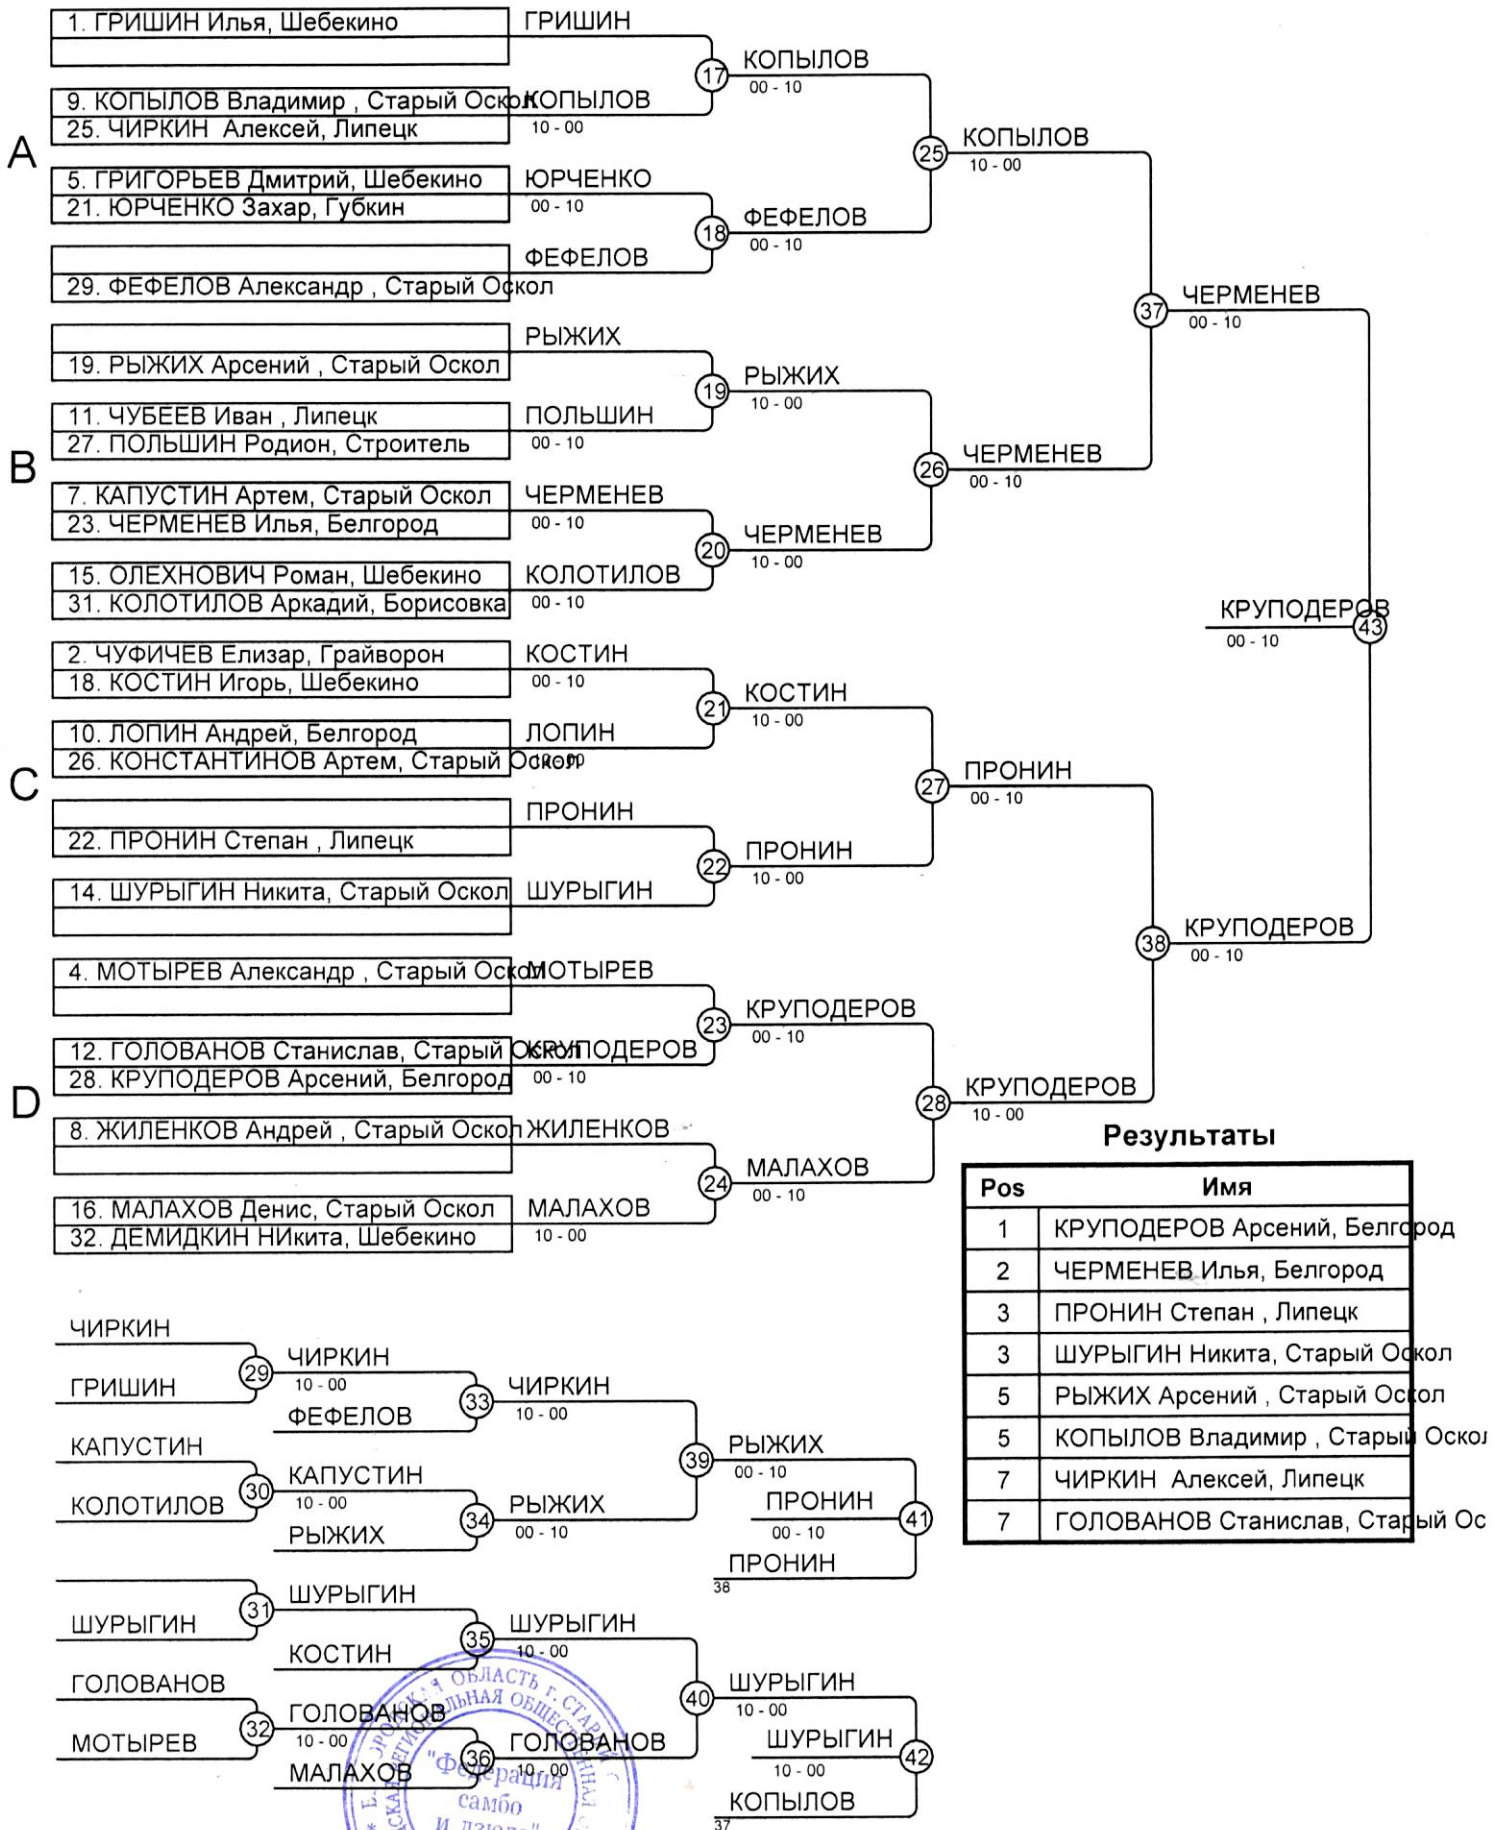 1. ГРИШИН Илья, Шебекино
ГРИШИН
17
КОПЫЛОВ
00 - 10
9. КОПЫЛОВ Владимир , Старый Оскол
КОПЫЛОВ
25. ЧИРКИН  Алексей, Липецк
10 - 00
A
25
КОПЫЛОВ
10 - 00
5. ГРИГОРЬЕВ Дмитрий, Шебекино
ЮРЧЕНКО
21. ЮРЧЕНКО Захар, Губкин
00 - 10
18
ФЕФЕЛОВ
00 - 10
ФЕФЕЛОВ
29. ФЕФЕЛОВ Александр , Старый Оскол
37
ЧЕРМЕНЕВ
00 - 10
РЫЖИХ
19. РЫЖИХ Арсений , Старый Оскол
19
РЫЖИХ
10 - 00
11. ЧУБЕЕВ Иван , Липецк
ПОЛЬШИН
27. ПОЛЬШИН Родион, Строитель
00 - 10
B
26
ЧЕРМЕНЕВ
00 - 10
7. КАПУСТИН Артем, Старый Оскол
ЧЕРМЕНЕВ
23. ЧЕРМЕНЕВ Илья, Белгород
00 - 10
20
ЧЕРМЕНЕВ
10 - 00
15. ОЛЕХНОВИЧ Роман, Шебекино
КОЛОТИЛОВ
31. КОЛОТИЛОВ Аркадий, Борисовка
00 - 10
КРУПОДЕРОВ
43
00 - 10
2. ЧУФИЧЕВ Елизар, Грайворон
КОСТИН
18. КОСТИН Игорь, Шебекино
00 - 10
21
КОСТИН
10 - 00
10. ЛОПИН Андрей, Белгород
ЛОПИН
26. КОНСТАНТИНОВ Артем, Старый Оскол
10 - 00
C
27
ПРОНИН
00 - 10
ПРОНИН
22. ПРОНИН Степан , Липецк
22
ПРОНИН
10 - 00
14. ШУРЫГИН Никита, Старый Оскол
ШУРЫГИН
38
КРУПОДЕРОВ
00 - 10
4. МОТЫРЕВ Александр , Старый Оскол
МОТЫРЕВ
23
КРУПОДЕРОВ
00 - 10
12. ГОЛОВАНОВ Станислав, Старый Оскол
КРУПОДЕРОВ
28. КРУПОДЕРОВ Арсений, Белгород
00 - 10
D
28
КРУПОДЕРОВ
10 - 00
8. ЖИЛЕНКОВ Андрей , Старый Оскол
ЖИЛЕНКОВ
24
МАЛАХОВ
00 - 10
16. МАЛАХОВ Денис, Старый Оскол
МАЛАХОВ
32. ДЕМИДКИН НИкита, Шебекино
10 - 00
Результаты
Pos Имя
1 КРУПОДЕРОВ Арсений, Белгород
2 ЧЕРМЕНЕВ Илья, Белгород
3 ПРОНИН Степан , Липецк
3 ШУРЫГИН Никита, Старый Оскол
5 РЫЖИХ Арсений , Старый Оскол
5 КОПЫЛОВ Владимир , Старый Оскол
7 ЧИРКИН  Алексей, Липецк
7 ГОЛОВАНОВ Станислав, Старый Ос
ЧИРКИН
29
ЧИРКИН
10 - 00
ГРИШИН
ФЕФЕЛОВ
33
ЧИРКИН
10 - 00
КАПУСТИН
30
КАПУСТИН
10 - 00
КОЛОТИЛОВ
РЫЖИХ
34
РЫЖИХ
00 - 10
39
РЫЖИХ
00 - 10
ПРОНИН
41
00 - 10
ПРОНИН
38
31
ШУРЫГИН
ШУРЫГИН
КОСТИН
35
ШУРЫГИН
10 - 00
ГОЛОВАНОВ
32
ГОЛОВАНОВ
10 - 00
МОТЫРЕВ
МАЛАХОВ
36
ГОЛОВАНОВ
10 - 00
40
ШУРЫГИН
10 - 00
ШУРЫГИН
42
10 - 00
КОПЫЛОВ
37
ОБЛАСТЬ г. СТАРЫЙ
ОБЩЕСТВЕННАЯ
"Федерация
самбо
и дзюдо"